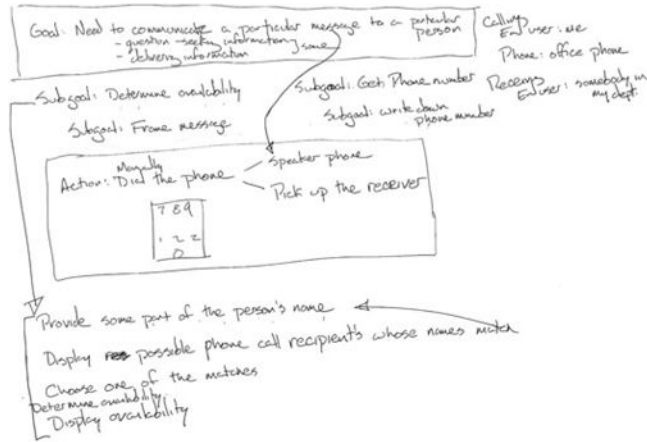 Goal: Need to communicate a particular message to a particular person
- question - seeking information
- delivering information
some
Calling
End user: me
Phone: office phone
Receiving
End user: somebody in my dept.
Subgoal: Determine availability
Subgoal: Get Phone number
Subgoal: Frame message
Subgoal: write down phone number
Manually
Action: Dial the phone
Speaker phone
Pick up the receiver
7 8 9
0
Provide some part of the person's name
Display possible phone call recipient's whose names match
Choose one of the matches
Determine availability
Display availability